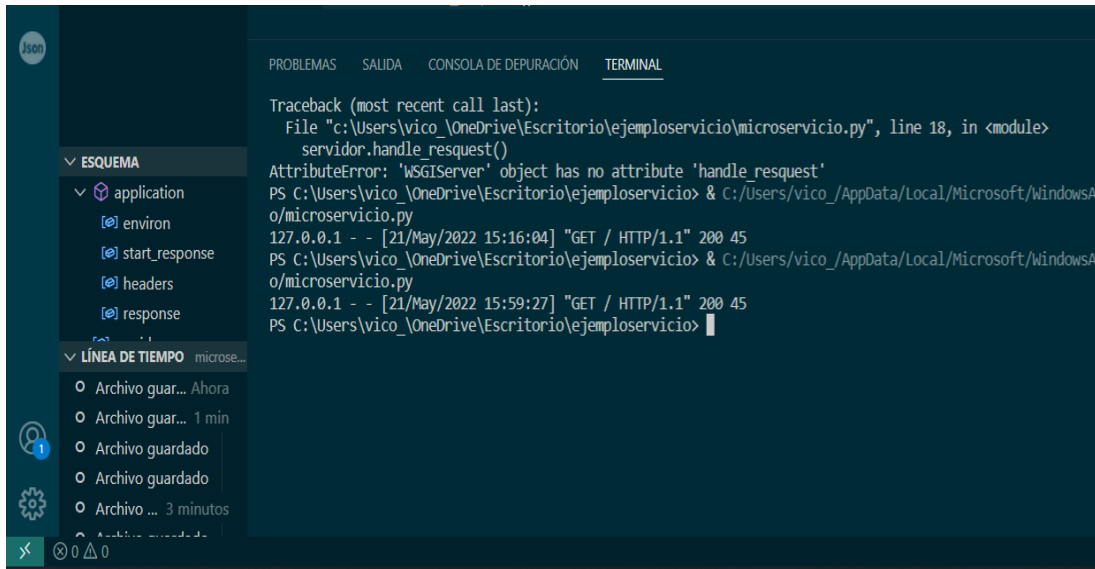 Json
PROBLEMAS SALIDA CONSOLA DE DEPURACIÓN TERMINAL
Traceback (most recent call last):
File "c:\Users\vico_\OneDrive\Escritorio\ejemploservicio\microservicio.py", line 18, in <module>
servidor.handle_resquest()
AttributeError: 'WSGIServer' object has no attribute 'handle_resquest'
PS C:\Users\vico_\OneDrive\Escritorio\ejemploservicio> & C:/Users/vico_/AppData/Local/Microsoft/WindowsA
o/microservicio.py
127.0.0.1 - - [21/May/2022 15:16:04] "GET / HTTP/1.1" 200 45
PS C:\Users\vico_\OneDrive\Escritorio\ejemploservicio> & C:/Users/vico_/AppData/Local/Microsoft/WindowsA
o/microservicio.py
127.0.0.1 - - [21/May/2022 15:59:27] "GET / HTTP/1.1" 200 45
PS C:\Users\vico_\OneDrive\Escritorio\ejemploservicio>
ESQUEMA
application
environ
start_response
headers
response
LÍNEA DE TIEMPO microse...
Archivo guar... Ahora
Archivo guar... 1 min
Archivo guardado
Archivo guardado
Archivo ... 3 minutos
1
0 0